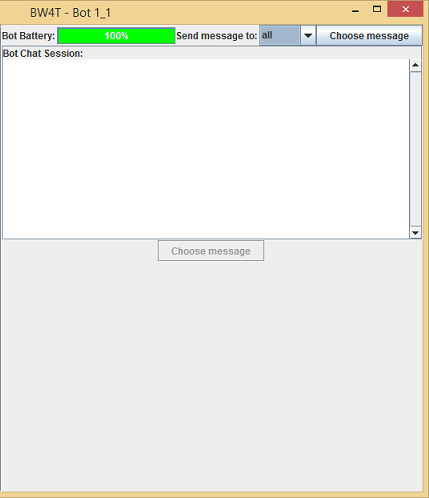 BW4T - Bot 1_1
Bot Battery: 100% Send message to: all Choose message
Bot Chat Session:
Choose message